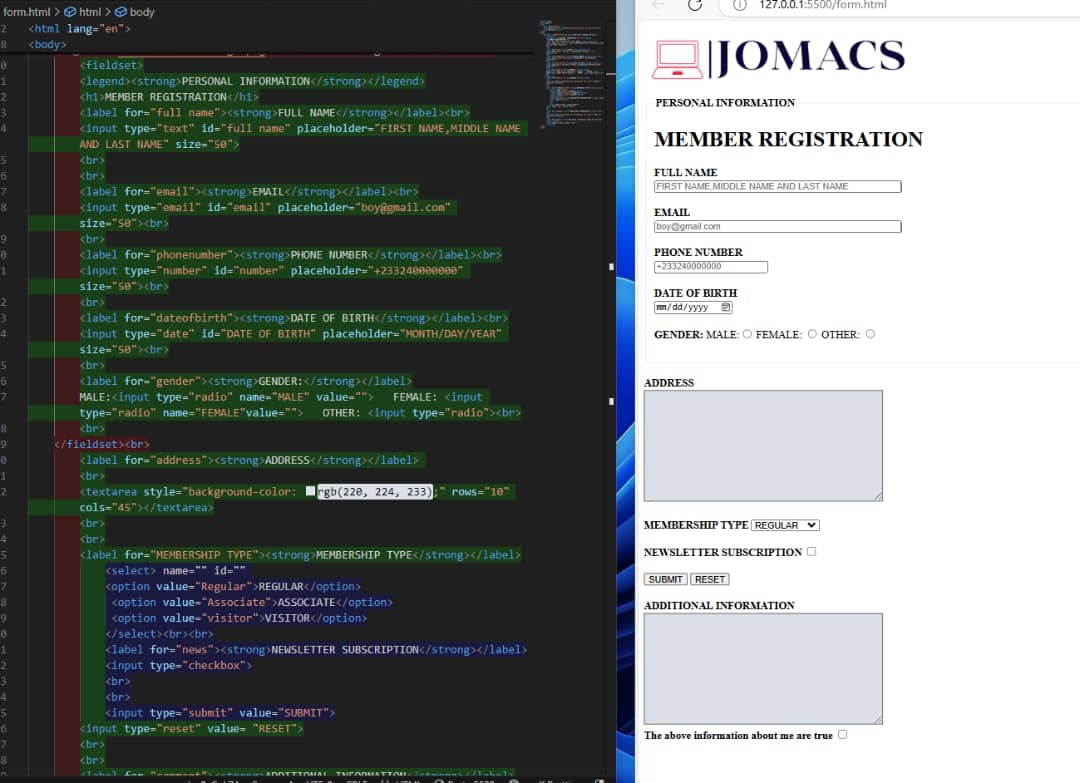 form.html > html > body
2 <html lang="en">
8 <body>
0 <fieldset>
1 <legend><strong>PERSONAL INFORMATION</strong></legend>
2 <h1>MEMBER REGISTRATION</h1>
3 <label for="full name"><strong>FULL NAME</strong></label><br>
4 <input type="text" id="full name" placeholder="FIRST NAME,MIDDLE NAME
AND LAST NAME" size="50">
5 <br>
6 <br>
7 <label for="email"><strong>EMAIL</strong></label><br>
8 <input type="email" id="email" placeholder="boy@gmail.com"
size="50"><br>
9 <br>
0 <label for="phonenumber"><strong>PHONE NUMBER</strong></label><br>
1 <input type="number" id="number" placeholder="+233240000000"
size="50"><br>
2 <br>
3 <label for="dateofbirth"><strong>DATE OF BIRTH</strong></label><br>
4 <input type="date" id="DATE OF BIRTH" placeholder="MONTH/DAY/YEAR"
size="50"><br>
5 <br>
6 <label for="gender"><strong>GENDER:</strong></label>
7 MALE:<input type="radio" name="MALE" value=""> FEMALE: <input
type="radio" name="FEMALE"value=""> OTHER: <input type="radio"><br>
8 <br>
9 </fieldset><br>
0 <label for="address"><strong>ADDRESS</strong></label>
1 <br>
2 <textarea style="background-color: rgb(220, 224, 233);" rows="10"
cols="45"></textarea>
3 <br>
4 <br>
5 <label for="MEMBERSHIP TYPE"><strong>MEMBERSHIP TYPE</strong></label>
6 <select> name="" id=""
7 <option value="Regular">REGULAR</option>
8 <option value="Associate">ASSOCIATE</option>
9 <option value="visitor">VISITOR</option>
0 </select><br><br>
1 <label for="news"><strong>NEWSLETTER SUBSCRIPTION</strong></label>
2 <input type="checkbox">
3 <br>
4 <br>
5 <input type="submit" value="SUBMIT">
6 <input type="reset" value= "RESET">
7 <br>
8 <br>
<label for="comment"><strong>ADDITIONAL INFORMATION</strong></label>
127.0.0.1:5500/form.html
JOMACS
PERSONAL INFORMATION
MEMBER REGISTRATION
FULL NAME
FIRST NAME,MIDDLE NAME AND LAST NAME
EMAIL
boy@gmail.com
PHONE NUMBER
+233240000000
DATE OF BIRTH
mm/dd/yyyy
GENDER: MALE: FEMALE: OTHER:
ADDRESS
MEMBERSHIP TYPE REGULAR
NEWSLETTER SUBSCRIPTION
SUBMIT RESET
ADDITIONAL INFORMATION
The above information about me are true